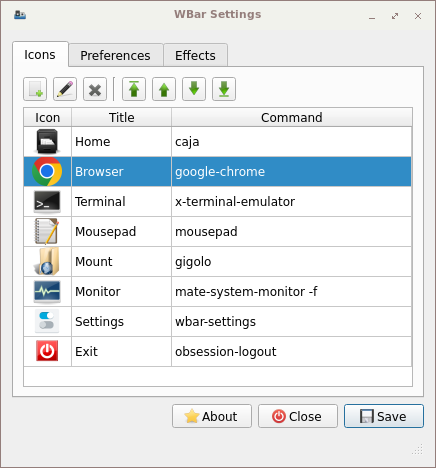 WBar Settings
Icons Preferences Effects
Icon Title Command
Home caja
Browser google-chrome
Terminal x-terminal-emulator
Mousepad mousepad
Mount gigolo
Monitor mate-system-monitor -f
Settings wbar-settings
Exit obsession-logout
About Close Save